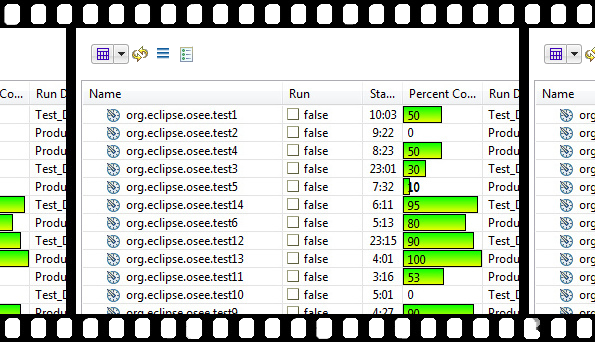 Co... Run D Name Run Sta... Percent Co... Run D Name
Test_D org.eclipse.osee.test1 false 10:03 50 Test_D org
Produ org.eclipse.osee.test2 false 9:22 0 Produ org
Test_D org.eclipse.osee.test4 false 8:23 50 Test_D org
Test_D org.eclipse.osee.test3 false 23:01 30 Test_D org
Produ org.eclipse.osee.test5 false 7:32 10 Produ org
Test_D org.eclipse.osee.test14 false 6:11 95 Test_D org
Produ org.eclipse.osee.test6 false 5:13 80 Produ org
Test_D org.eclipse.osee.test12 false 23:15 90 Test_D org
Produ org.eclipse.osee.test13 false 4:01 100 Produ org
Produ org.eclipse.osee.test11 false 3:16 53 Produ org
Test_D org.eclipse.osee.test10 false 5:01 0 Test_D org
Produ org.eclipse.osee.test9 false 4:27 90 Produ org